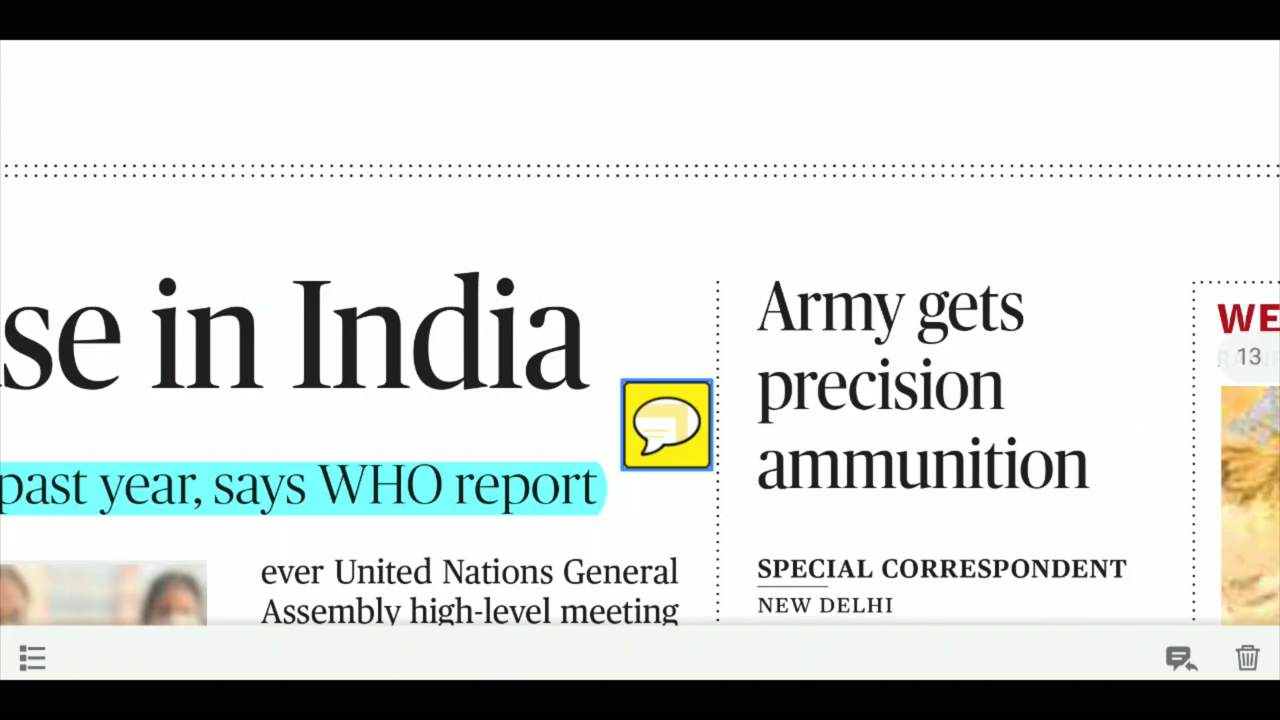 se in India
past year, says WHO report
ever United Nations General
Assembly high-level meeting
Army gets
precision
ammunition
SPECIAL CORRESPONDENT
NEW DELHI
WE
13